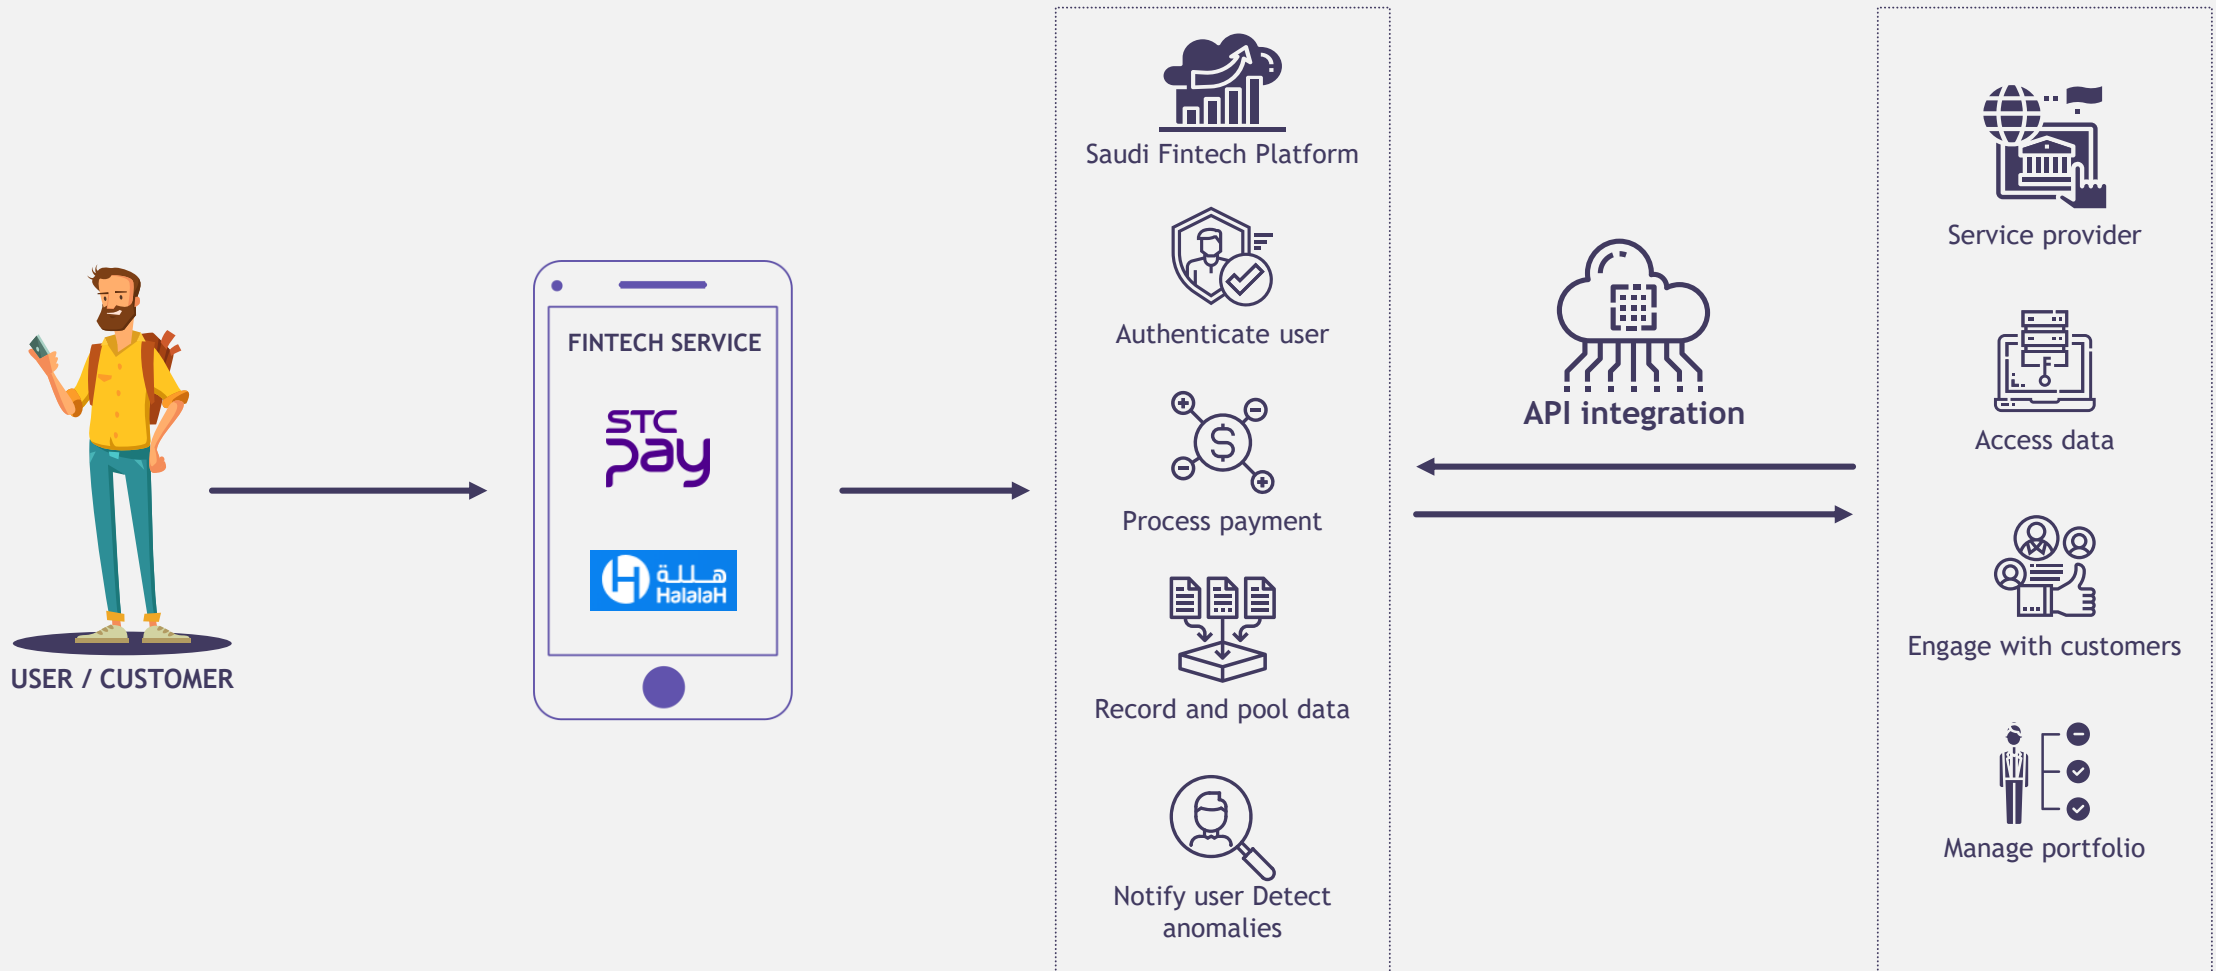 USER / CUSTOMER
FINTECH SERVICE
STC
pay
هللة
HalalaH
Saudi Fintech Platform
Authenticate user
Process payment
Record and pool data
Notify user Detect
anomalies
API integration
Service provider
Access data
Engage with customers
Manage portfolio